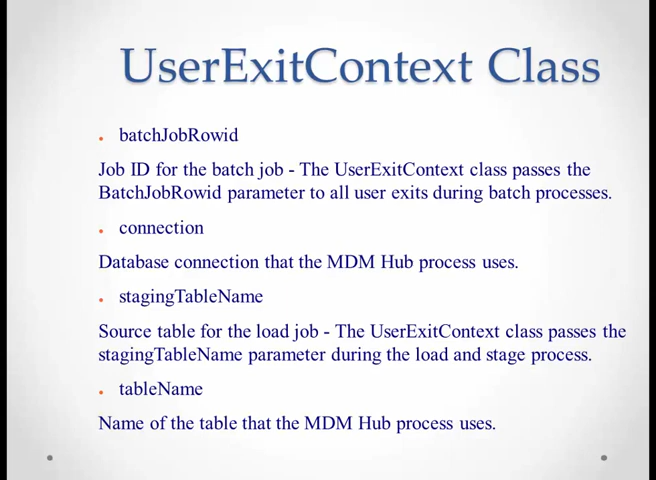 UserExitContext Class
• batchJobRowid
Job ID for the batch job - The UserExitContext class passes the
BatchJobRowid parameter to all user exits during batch processes.
• connection
Database connection that the MDM Hub process uses.
• stagingTableName
Source table for the load job - The UserExitContext class passes the
stagingTableName parameter during the load and stage process.
• tableName
Name of the table that the MDM Hub process uses.